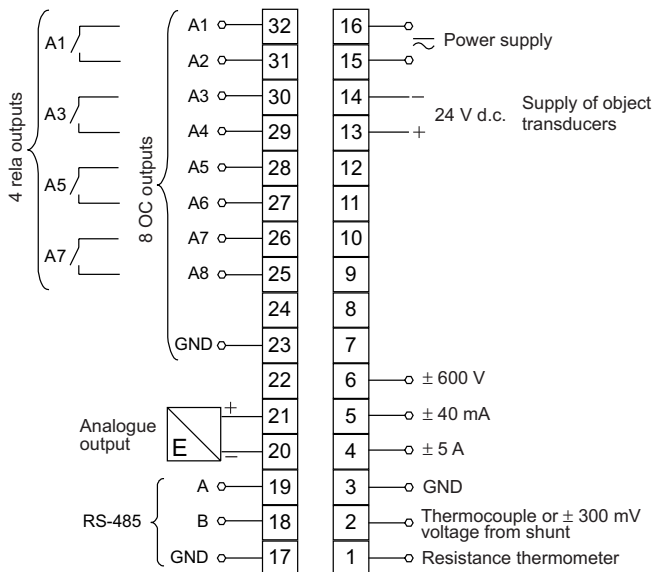 A1 32 16 Power supply
A1 A2 31 15
A3 30 14 −
A3 24 V d.c. Supply of object
transducers
A4 29 13 +
4 rela outputs
8 OC outputs
A5 28 12
A5 A6 27 11
A7 26 10
A7 A8 25 9
24 8
GND 23 7
22 6 ± 600 V
Analogue
output
E
+ 21 5 ± 40 mA
− 20 4 ± 5 A
A 19 3 GND
RS-485 B 18 2 Thermocouple or ± 300 mV
voltage from shunt
GND 17 1 Resistance thermometer